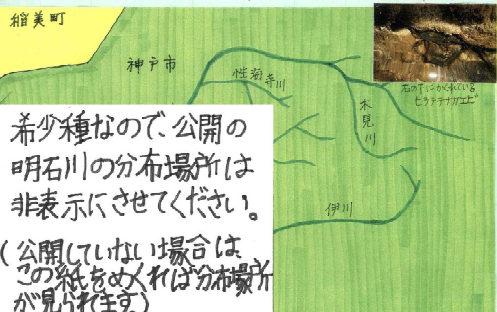 稲美町
神戸市
性海寺川
木見川
石の下にかくれている
ヒラテテナガエビ
伊川
希少種なので、公開の
明石川の分布場所は
非表示にさせてください。
(公開していない場合は、
この紙をめくれば分布場所
が見られます)